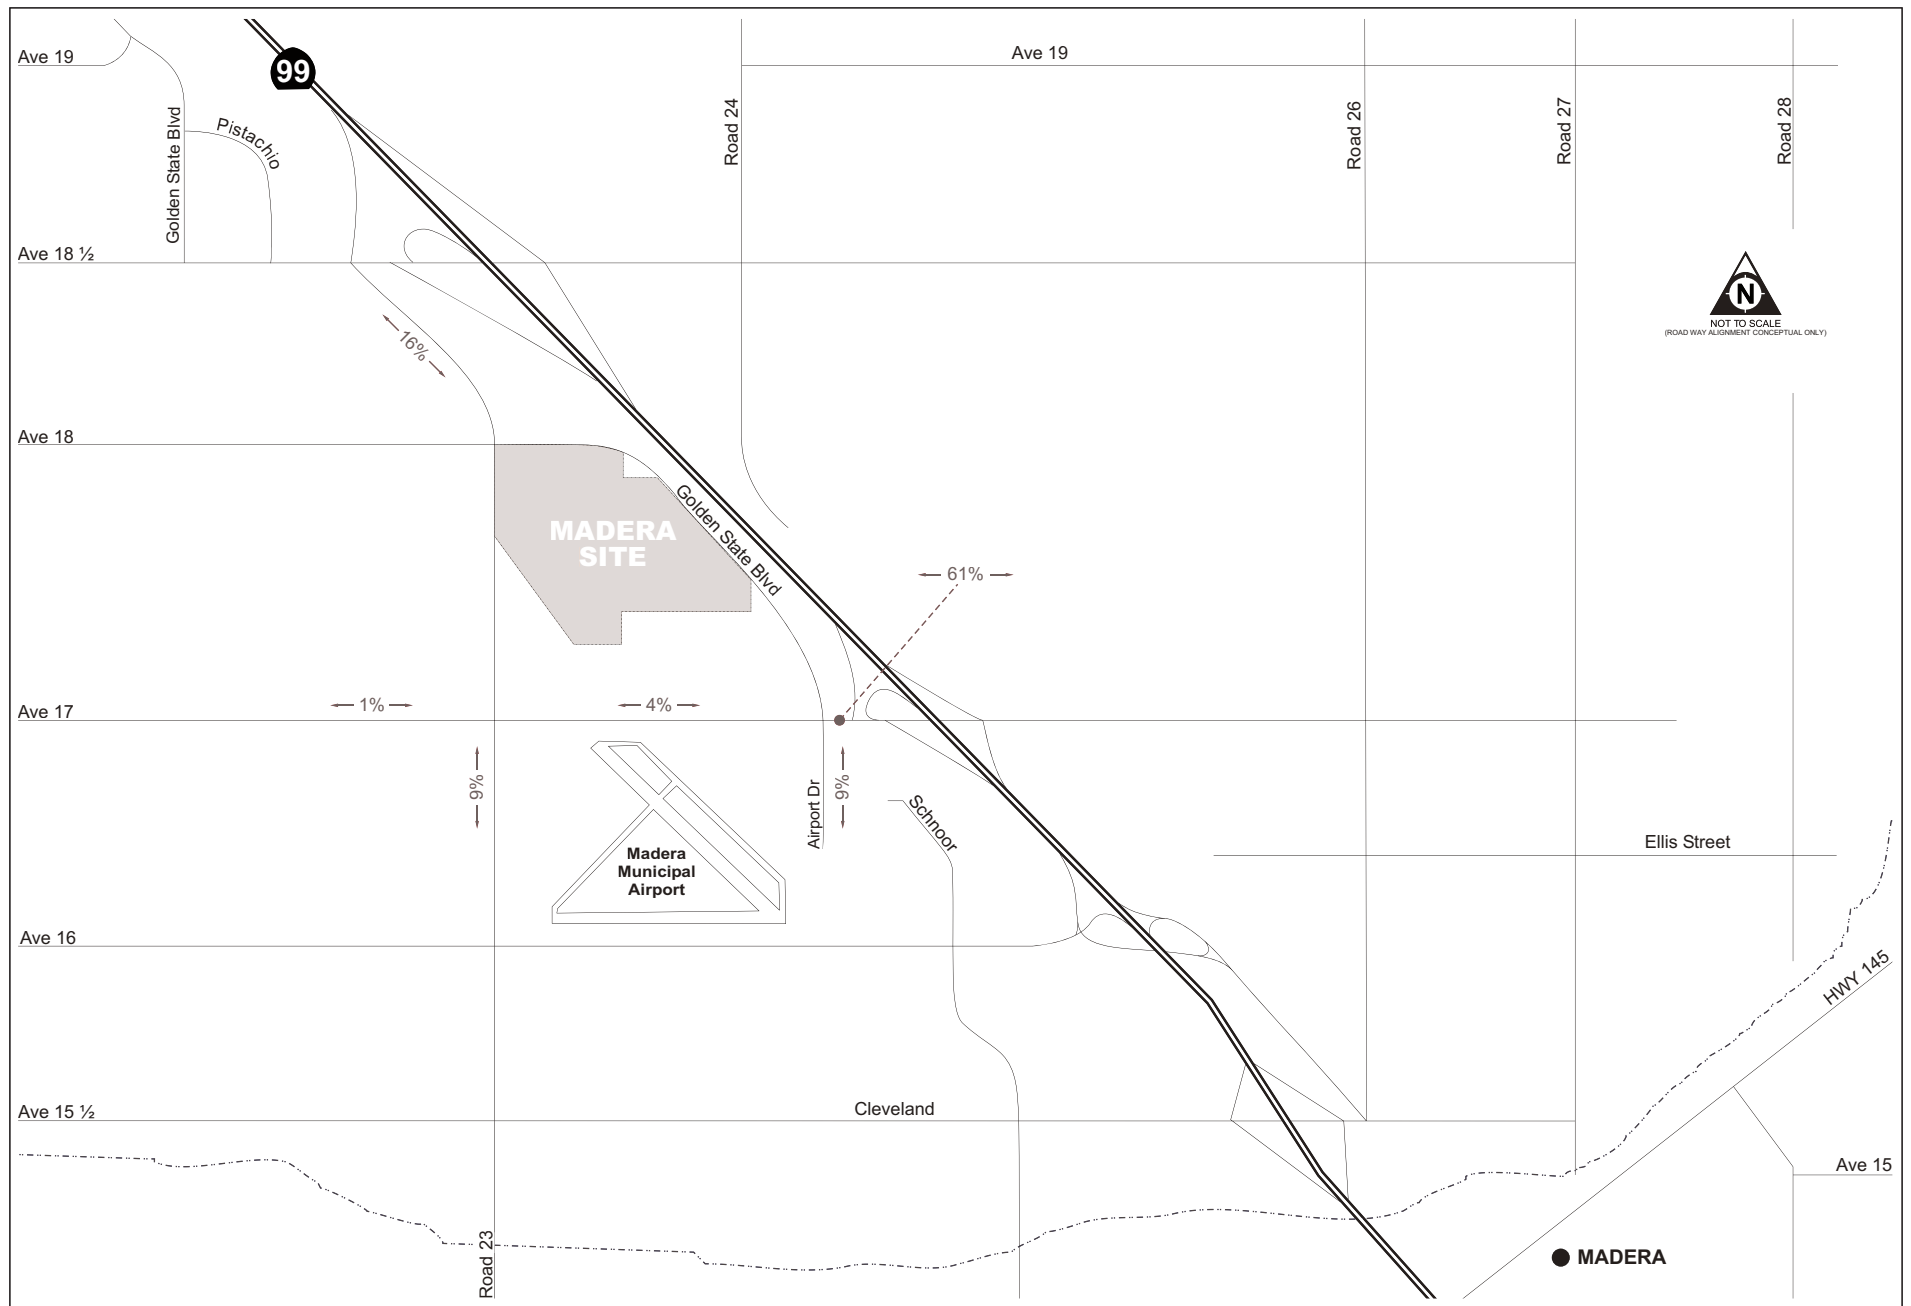 99
Ave 19
Ave 19
Golden State Blvd
Pistachio
Road 24
Road 26
Road 27
Road 28
Ave 18 ½
N
NOT TO SCALE
(ROAD WAY ALIGNMENT CONCEPTUAL ONLY)
16%
Ave 18
MADERA
SITE
Golden State Blvd
61%
1%
4%
Ave 17
9%
Airport Dr
9%
Schnoor
Madera
Municipal
Airport
Ellis Street
Ave 16
HWY 145
Ave 15 ½
Cleveland
Ave 15
Road 23
MADERA